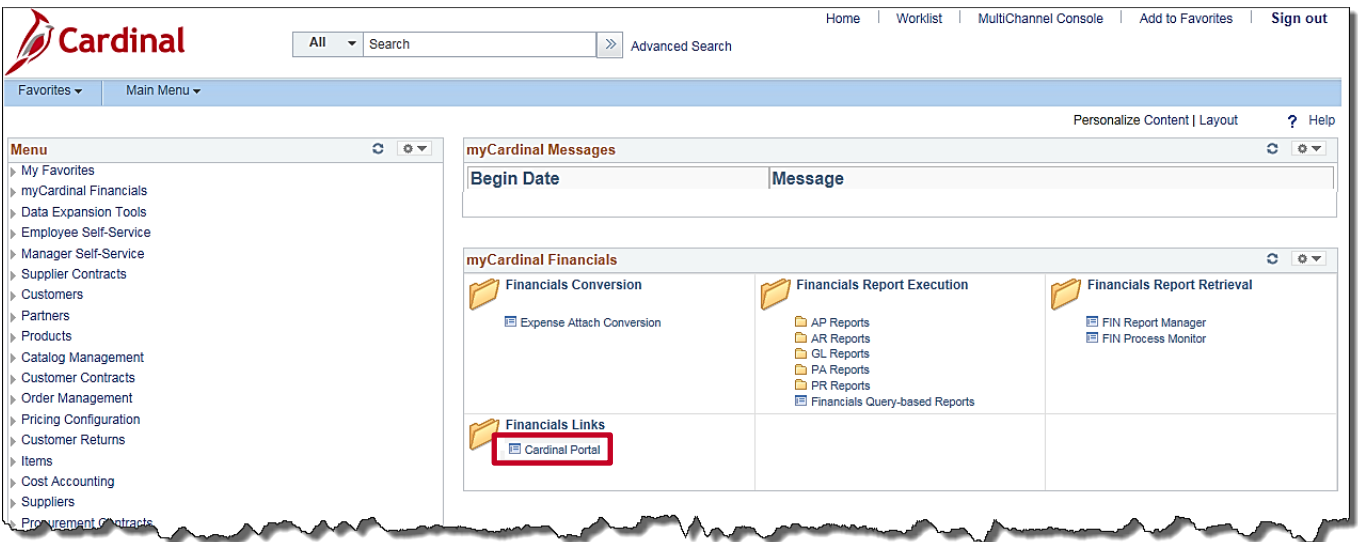 Home | Worklist | MultiChannel Console | Add to Favorites | Sign out
Cardinal
All Search Advanced Search
Favorites Main Menu
Personalize Content | Layout ? Help
Menu
My Favorites
myCardinal Financials
Data Expansion Tools
Employee Self-Service
Manager Self-Service
Supplier Contracts
Customers
Partners
Products
Catalog Management
Customer Contracts
Order Management
Pricing Configuration
Customer Returns
Items
Cost Accounting
Suppliers
Procurement Contracts
myCardinal Messages
Begin Date Message
myCardinal Financials
Financials Conversion
Expense Attach Conversion
Financials Report Execution
AP Reports
AR Reports
GL Reports
PA Reports
PR Reports
Financials Query-based Reports
Financials Report Retrieval
FIN Report Manager
FIN Process Monitor
Financials Links
Cardinal Portal